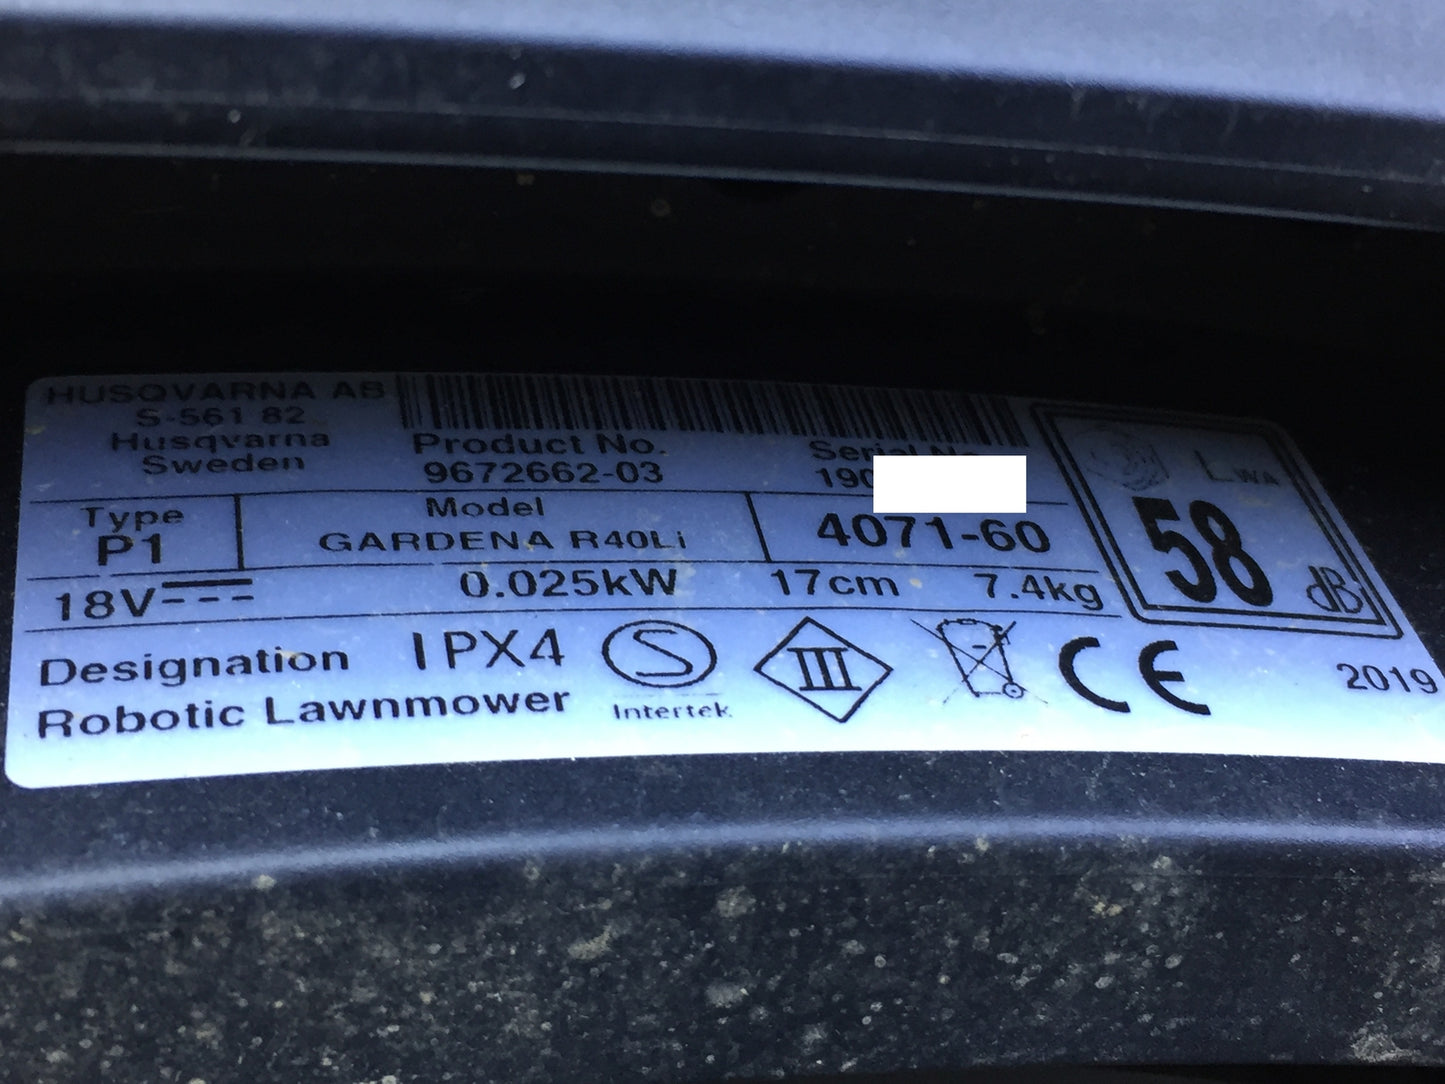 HUSQVARNA AB
S-561 82
Husqvarna
Sweden
Product No.
9672662-03
Serial No.
190
Type
P1
Model
GARDENA R40Li
4071-60
18V
0.025kW
17cm
7.4kg
Designation
Robotic Lawnmower
IPX4
S
Intertek
III
CE
LWA
58
dB
2019